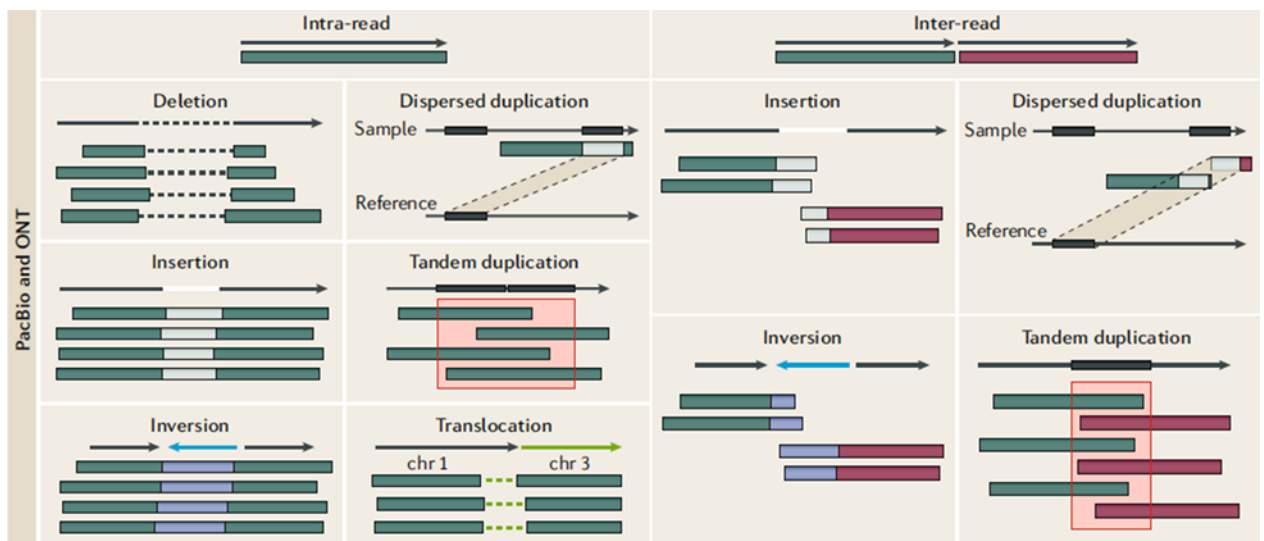 PacBio and ONT
Intra-read
Inter-read
Deletion
Dispersed duplication
Sample
Reference
Insertion
Tandem duplication
Inversion
Translocation
chr 1
chr 3
Insertion
Dispersed duplication
Sample
Reference
Inversion
Tandem duplication